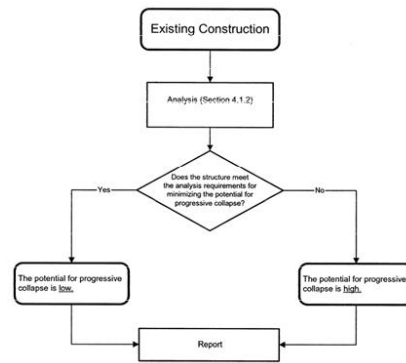 Existing Construction
Analysis (Section 4.1.2)
Does the structure meet
the analysis requirements for
minimizing the potential for
progressive collapse?
Yes
No
The potential for progressive
collapse is low.
The potential for progressive
collapse is high.
Report